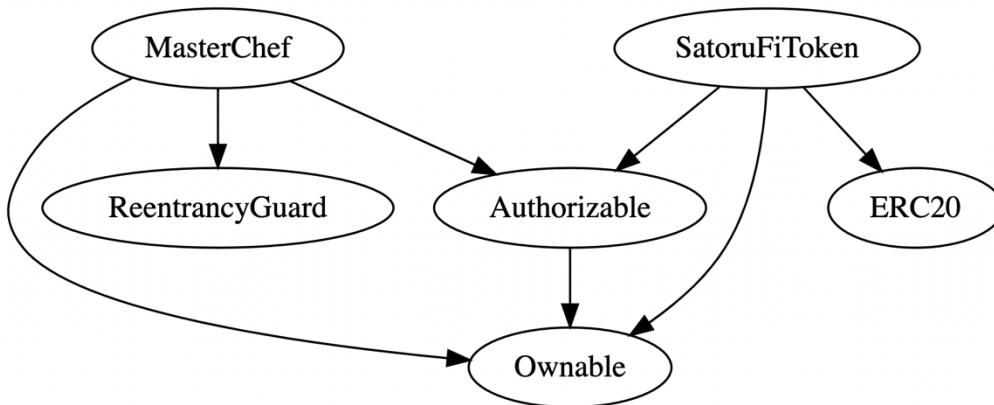 MasterChef
SatoruFiToken
ReentrancyGuard
Authorizable
ERC20
Ownable